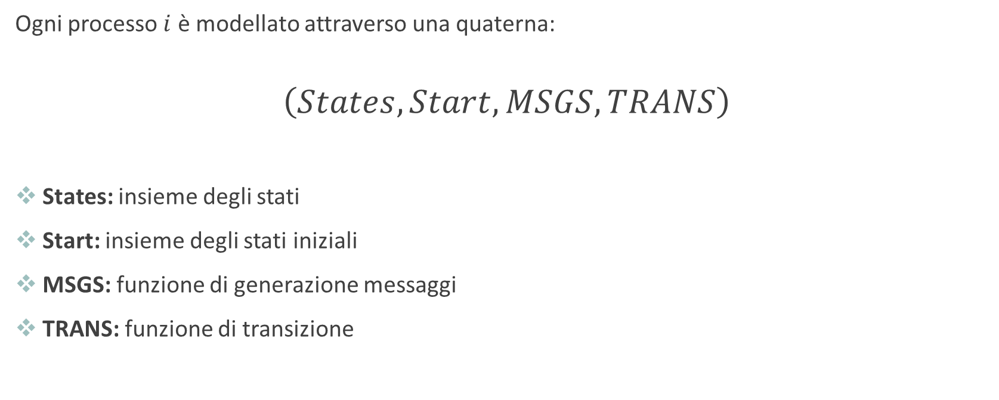 Ogni processo i è modellato attraverso una quaterna:
(States, Start, MSGS, TRANS)
❖ States: insieme degli stati
❖ Start: insieme degli stati iniziali
❖ MSGS: funzione di generazione messaggi
❖ TRANS: funzione di transizione